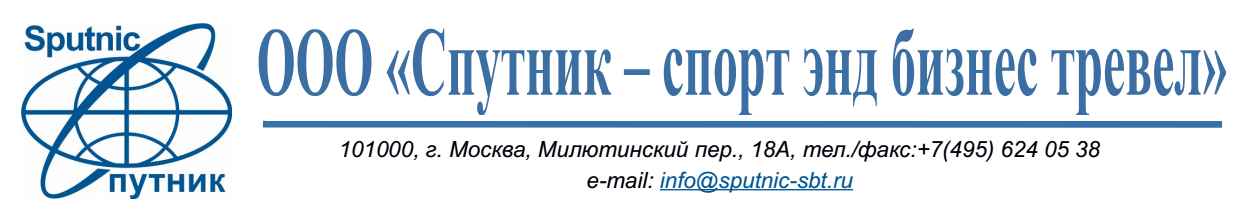 Sputnic
путник
ООО «Спутник – спорт энд бизнес тревел»
101000, г. Москва, Милютинский пер., 18А, тел./факс:+7(495) 624 05 38
e-mail: info@sputnic-sbt.ru